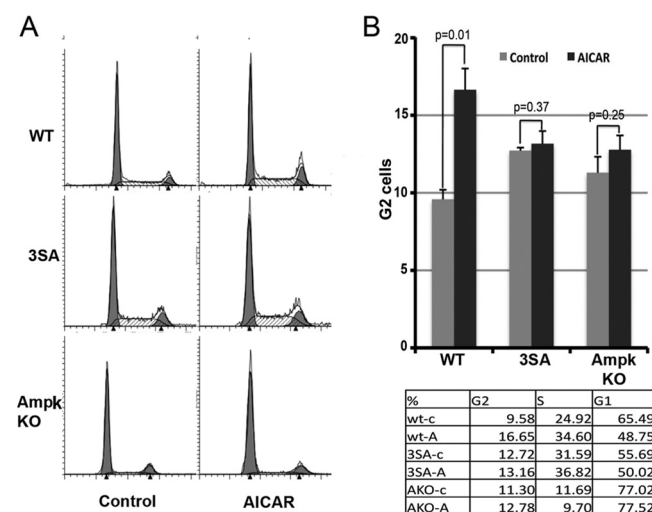 A
B
WT
3SA
Ampk
KO
Control
AICAR
p=0.01
Control
AICAR
p=0.37
p=0.25
G2 cells
20
15
10
5
0
WT
3SA
Ampk
KO
% G2 S G1
wt-c 9.58 24.92 65.49
wt-A 16.65 34.60 48.75
3SA-c 12.72 31.59 55.69
3SA-A 13.16 36.82 50.02
AKO-c 11.30 11.69 77.02
AKO-A 12.78 9.70 77.52